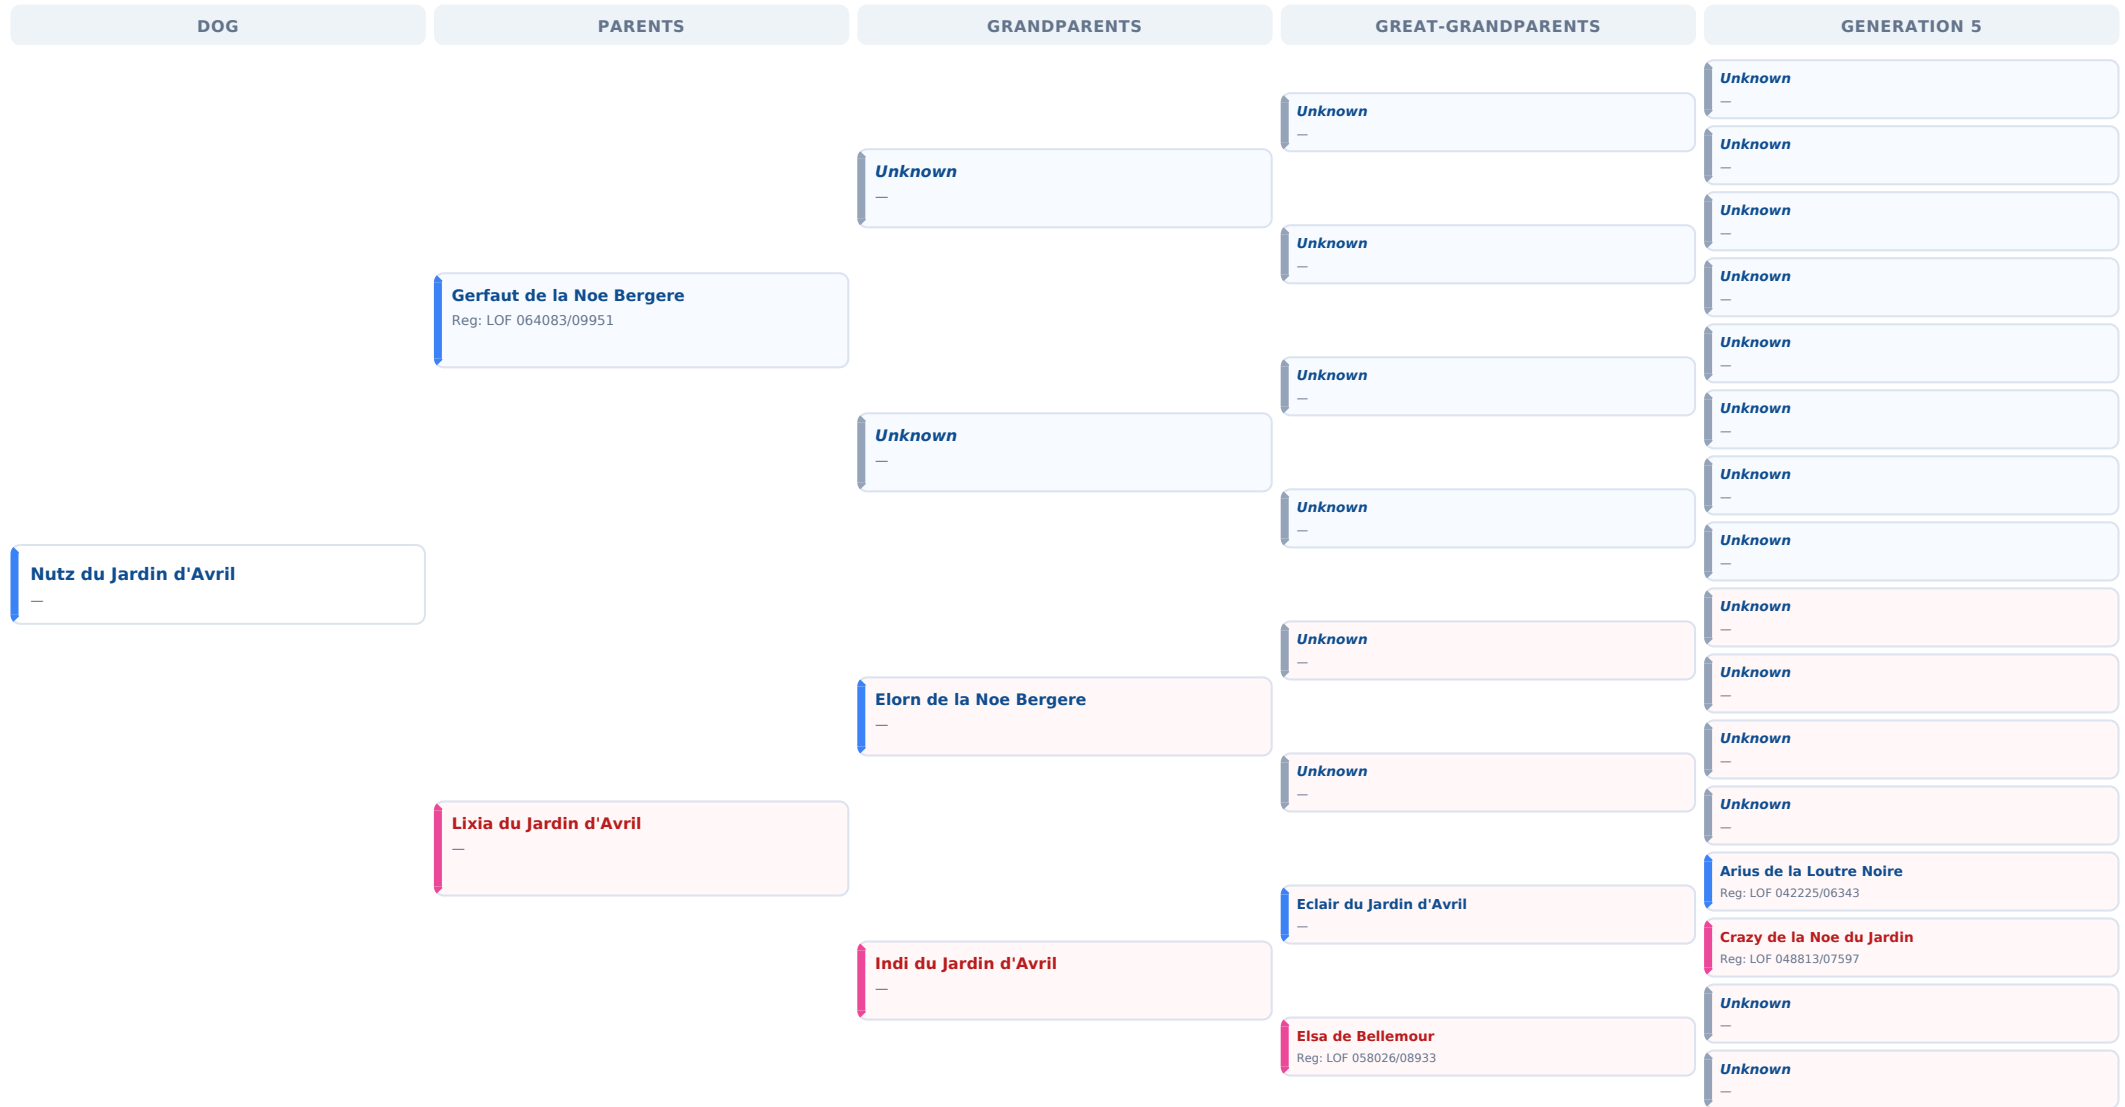 DOG
PARENTS
GRANDPARENTS
GREAT-GRANDPARENTS
GENERATION 5
Nutz du Jardin d'Avril
—
Gerfaut de la Noe Bergere
Reg: LOF 064083/09951
Lixia du Jardin d'Avril
—
Unknown
—
Unknown
—
Elorn de la Noe Bergere
—
Indi du Jardin d'Avril
—
Unknown
—
Unknown
—
Unknown
—
Unknown
—
Unknown
—
Unknown
—
Eclair du Jardin d'Avril
—
Elsa de Bellemour
Reg: LOF 058026/08933
Unknown
—
Unknown
—
Unknown
—
Unknown
—
Unknown
—
Unknown
—
Unknown
—
Unknown
—
Unknown
—
Unknown
—
Unknown
—
Unknown
—
Arius de la Loutre Noire
Reg: LOF 042225/06343
Crazy de la Noe du Jardin
Reg: LOF 048813/07597
Unknown
—
Unknown
—